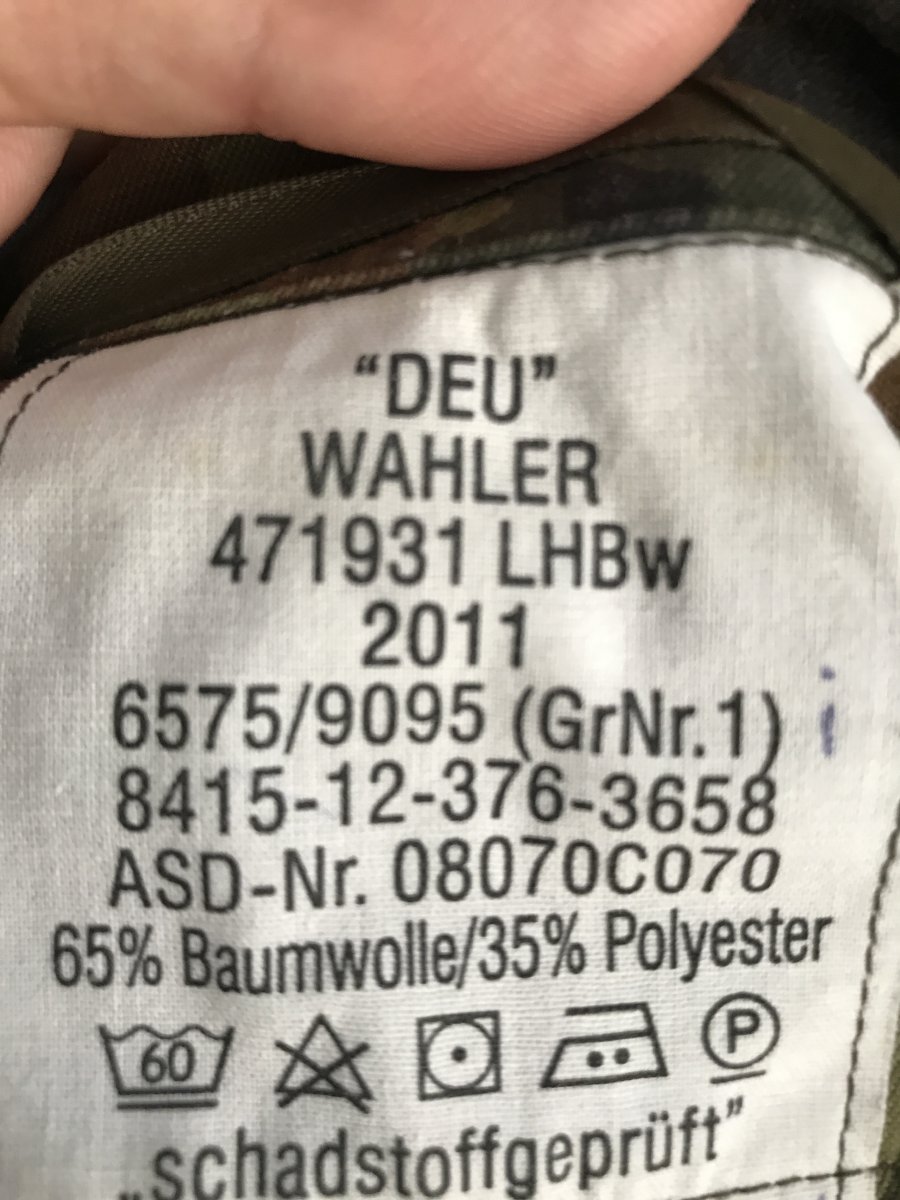 “DEU”
WAHLER
471931 LHBw
2011
6575/9095 (GrNr.1)
8415-12-376-3658
ASD-Nr. 08070C070
65% Baumwolle/35% Polyester
60 P
„schadstoffgeprüft”